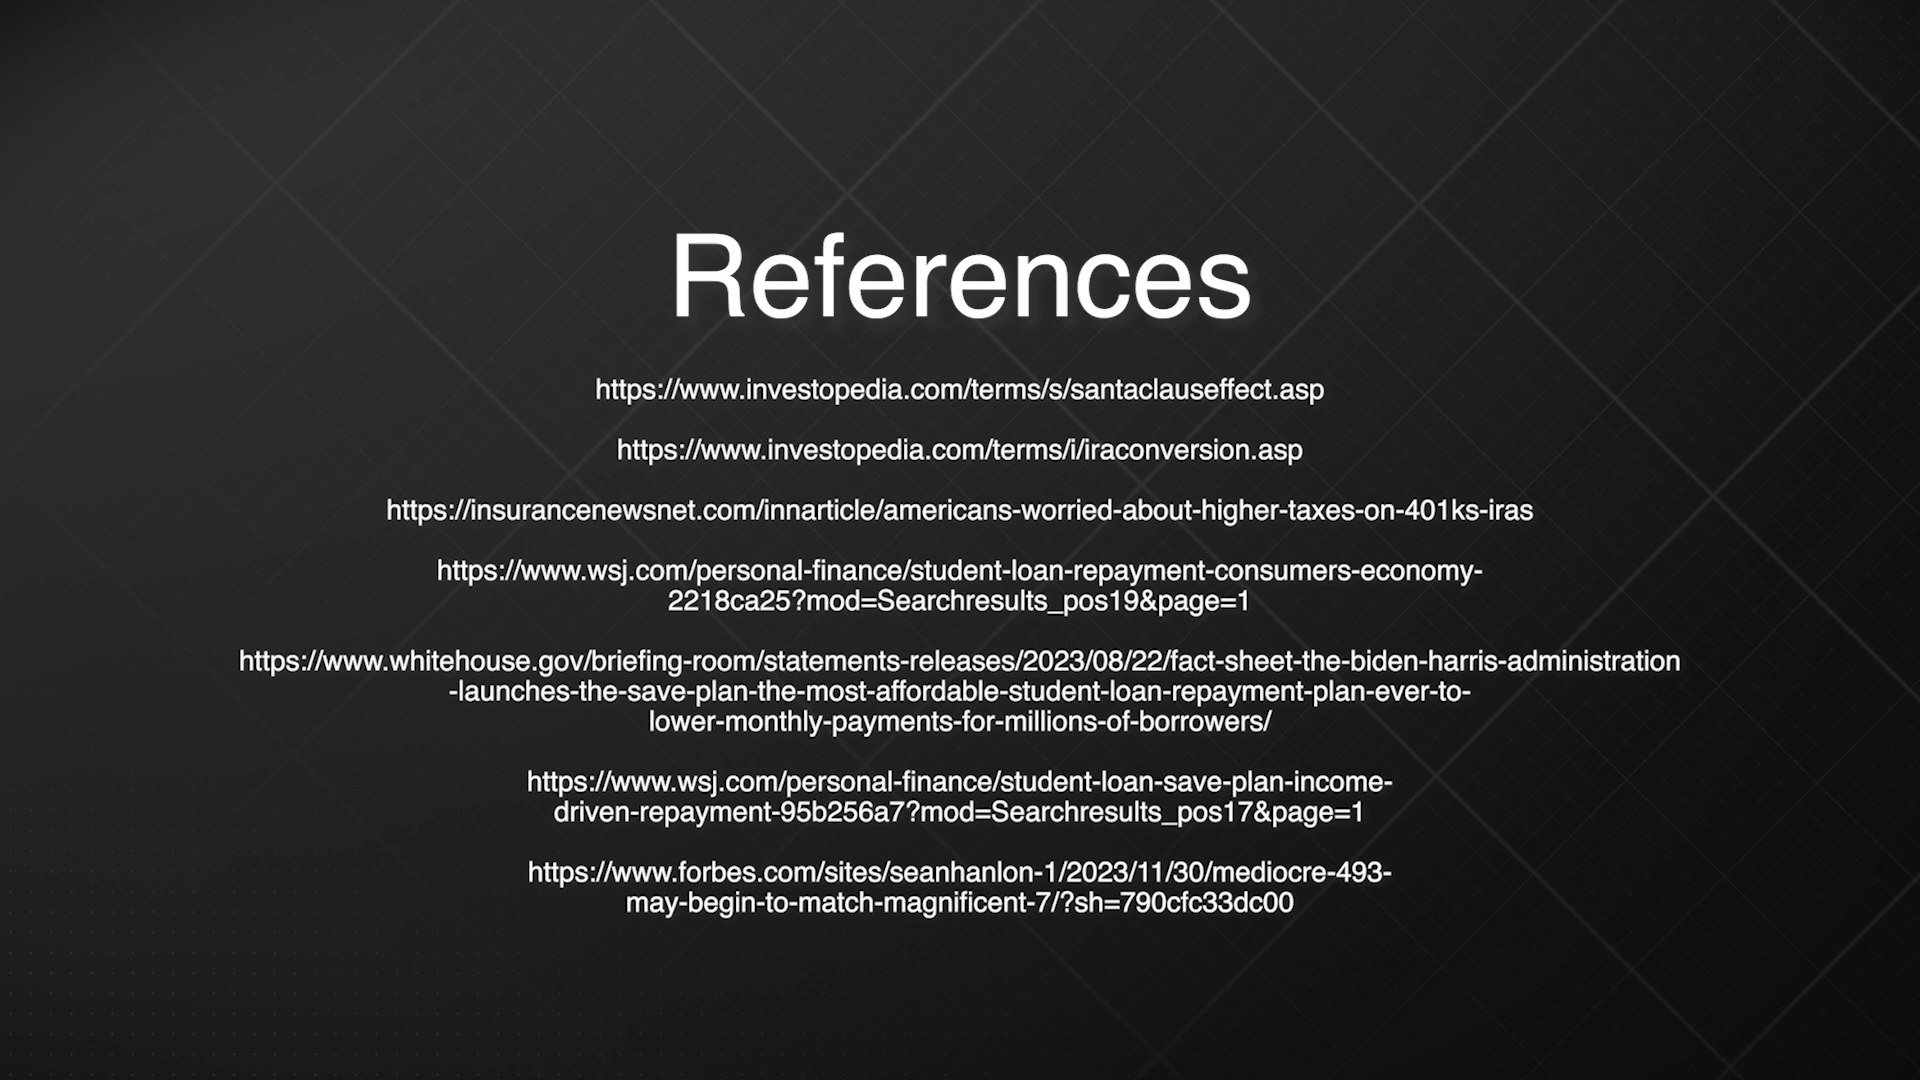 References
https://www.investopedia.com/terms/s/santaclauseffect.asp
https://www.investopedia.com/terms/i/iraconversion.asp
https://insurancenewsnet.com/innarticle/americans-worried-about-higher-taxes-on-401ks-iras
https://www.wsj.com/personal-finance/student-loan-repayment-consumers-economy-
2218ca25?mod=Searchresults_pos19&page=1
https://www.whitehouse.gov/briefing-room/statements-releases/2023/08/22/fact-sheet-the-biden-harris-administration
-launches-the-save-plan-the-most-affordable-student-loan-repayment-plan-ever-to-
lower-monthly-payments-for-millions-of-borrowers/
https://www.wsj.com/personal-finance/student-loan-save-plan-income-
driven-repayment-95b256a7?mod=Searchresults_pos17&page=1
https://www.forbes.com/sites/seanhanlon-1/2023/11/30/mediocre-493-
may-begin-to-match-magnificent-7/?sh=790cfc33dc00